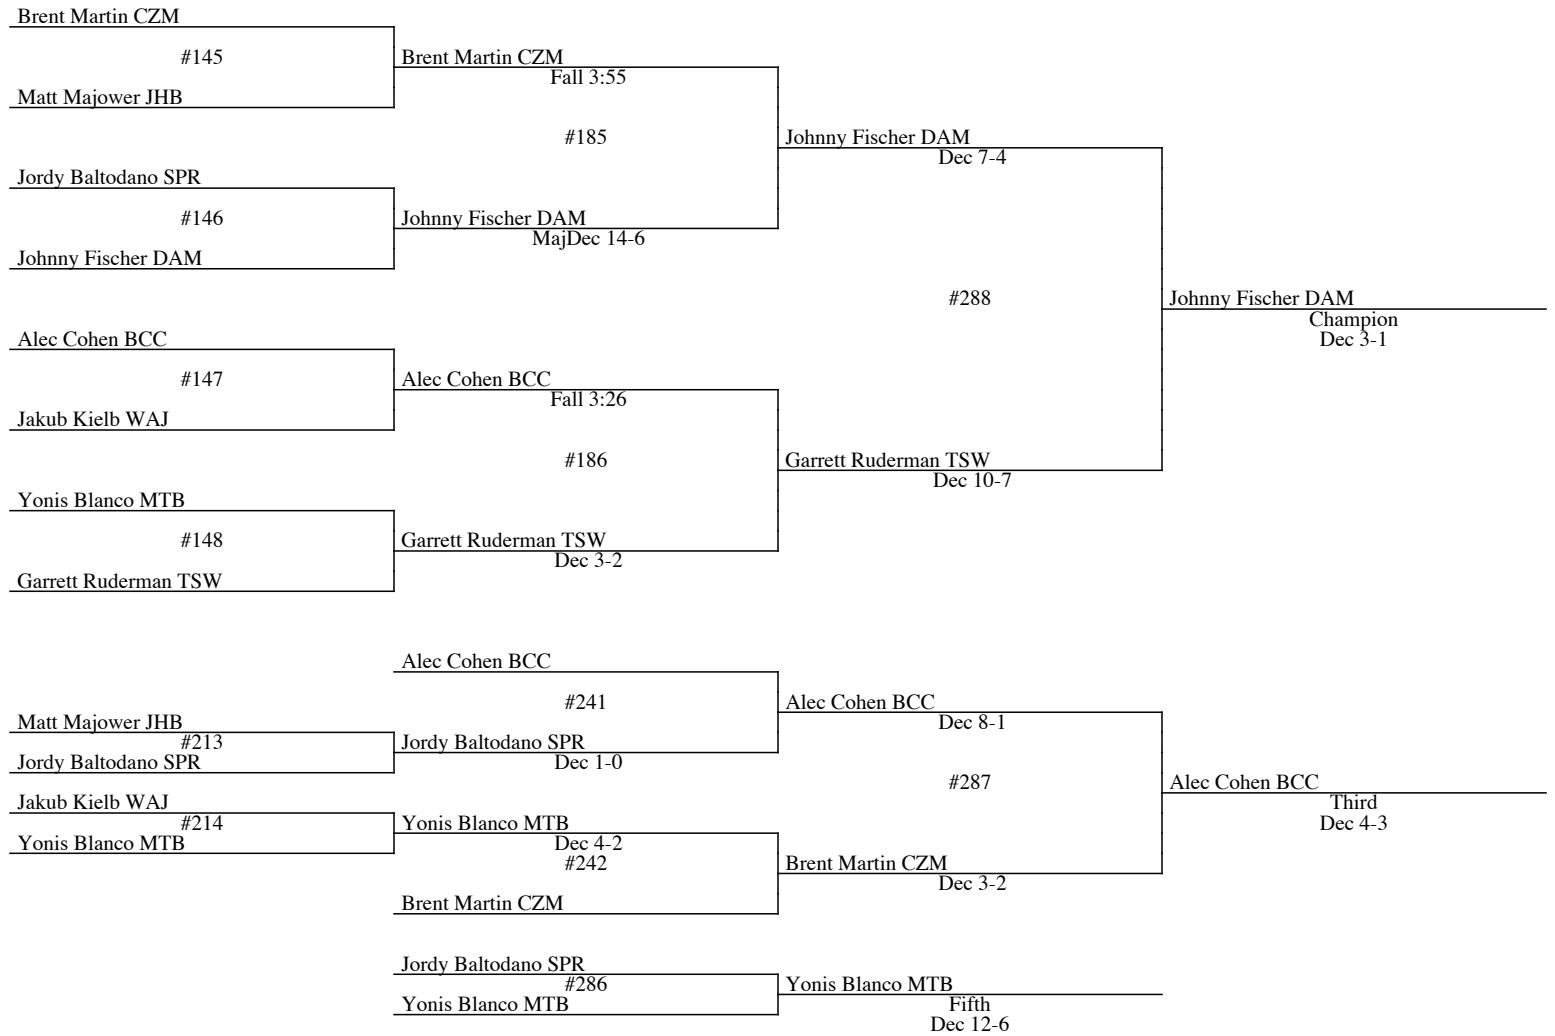 Brent Martin CZM
#145
Brent Martin CZM
Fall 3:55
Matt Majower JHB
#185
Johnny Fischer DAM
Dec 7-4
Jordy Baltodano SPR
#146
Johnny Fischer DAM
MajDec 14-6
Johnny Fischer DAM
#288
Johnny Fischer DAM
Champion
Dec 3-1
Alec Cohen BCC
#147
Alec Cohen BCC
Fall 3:26
Jakub Kielb WAJ
#186
Garrett Ruderman TSW
Dec 10-7
Yonis Blanco MTB
#148
Garrett Ruderman TSW
Dec 3-2
Garrett Ruderman TSW
Alec Cohen BCC
#241
Alec Cohen BCC
Dec 8-1
Matt Majower JHB
#213
Jordy Baltodano SPR
Dec 1-0
Jordy Baltodano SPR
#287
Alec Cohen BCC
Third
Dec 4-3
Jakub Kielb WAJ
#214
Yonis Blanco MTB
Dec 4-2
Yonis Blanco MTB
#242
Brent Martin CZM
Dec 3-2
Brent Martin CZM
Jordy Baltodano SPR
#286
Yonis Blanco MTB
Fifth
Dec 12-6
Yonis Blanco MTB